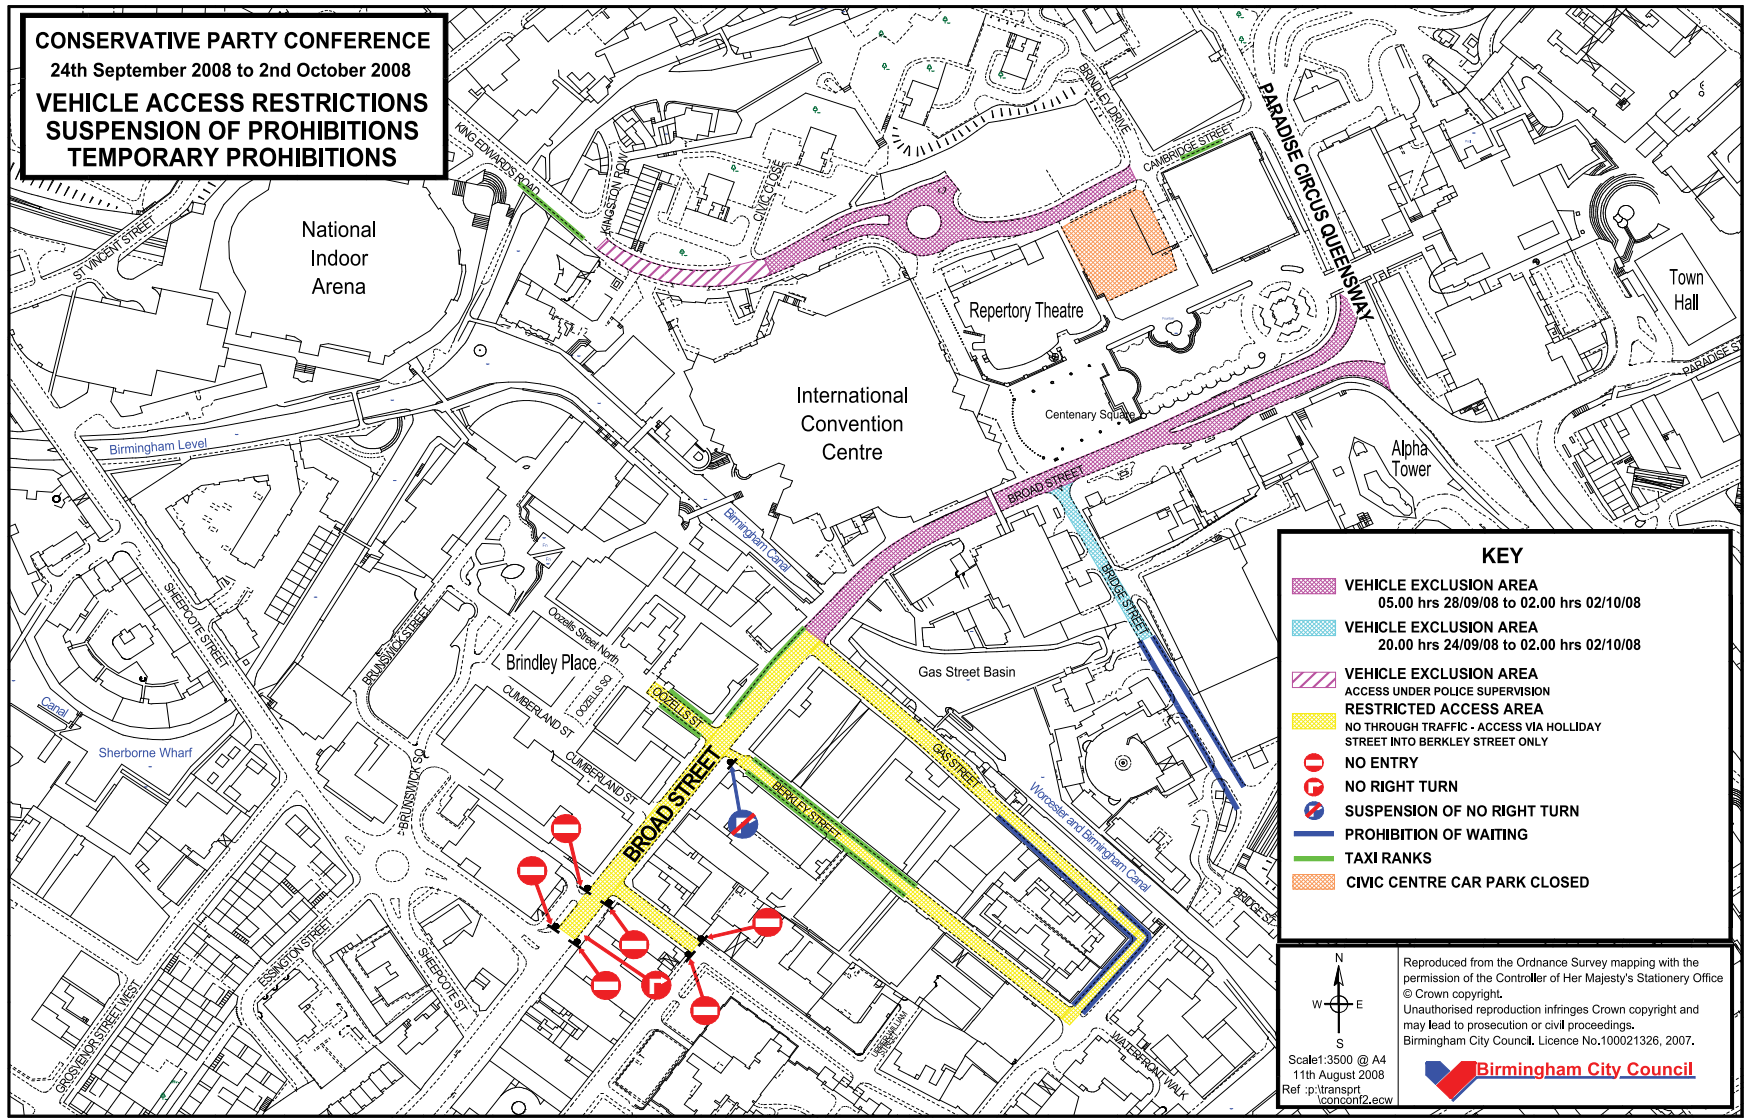 CONSERVATIVE PARTY CONFERENCE
24th September 2008 to 2nd October 2008
VEHICLE ACCESS RESTRICTIONS
SUSPENSION OF PROHIBITIONS
TEMPORARY PROHIBITIONS
KING EDWARDS ROAD
KINGSTON ROW
CIVIC CLOSE
BRINDLEY DRIVE
CAMBRIDGE STREET
PARADISE CIRCUS QUEENSWAY
ST VINCENT STREET
National
Indoor
Arena
Repertory Theatre
Town
Hall
PARADISE ST
International
Convention
Centre
Centenary Square
Alpha
Tower
Birmingham Level
BROAD STREET
Birmingham Canal
BRIDGE STREET
SHEEPCOTE STREET
BRUNSWICK STREET
Oozells Street North
Brindley Place
OOZELLS SQ
CUMBERLAND ST
OOZELLS ST
Gas Street Basin
Canal
Sherborne Wharf
BRUNSWICK SQ
CUMBERLAND ST
BROAD STREET
GAS STREET
BERKLEY STREET
Worcester and Birmingham Canal
BRIDGE ST
ESSINGTON STREET
SHEEPCOTE ST
GROSVENOR STREET WEST
UPPER WILLIAM
STREET
WATERFRONT WALK
KEY
VEHICLE EXCLUSION AREA
05.00 hrs 28/09/08 to 02.00 hrs 02/10/08
VEHICLE EXCLUSION AREA
20.00 hrs 24/09/08 to 02.00 hrs 02/10/08
VEHICLE EXCLUSION AREA
ACCESS UNDER POLICE SUPERVISION
RESTRICTED ACCESS AREA
NO THROUGH TRAFFIC - ACCESS VIA HOLLIDAY
STREET INTO BERKLEY STREET ONLY
NO ENTRY
NO RIGHT TURN
SUSPENSION OF NO RIGHT TURN
PROHIBITION OF WAITING
TAXI RANKS
CIVIC CENTRE CAR PARK CLOSED
N
W E
S
Scale1:3500 @ A4
11th August 2008
Ref :p:\transprt
\conconf2.ecw
Reproduced from the Ordnance Survey mapping with the
permission of the Controller of Her Majesty's Stationery Office
© Crown copyright.
Unauthorised reproduction infringes Crown copyright and
may lead to prosecution or civil proceedings.
Birmingham City Council. Licence No.100021326, 2007.
Birmingham City Council